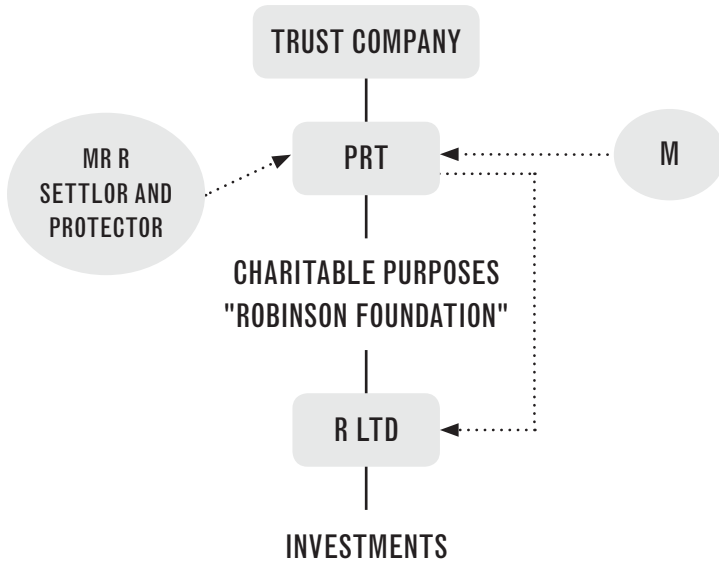 TRUST COMPANY
MR R
SETTLOR AND
PROTECTOR
PRT
M
CHARITABLE PURPOSES
"ROBINSON FOUNDATION"
R LTD
INVESTMENTS